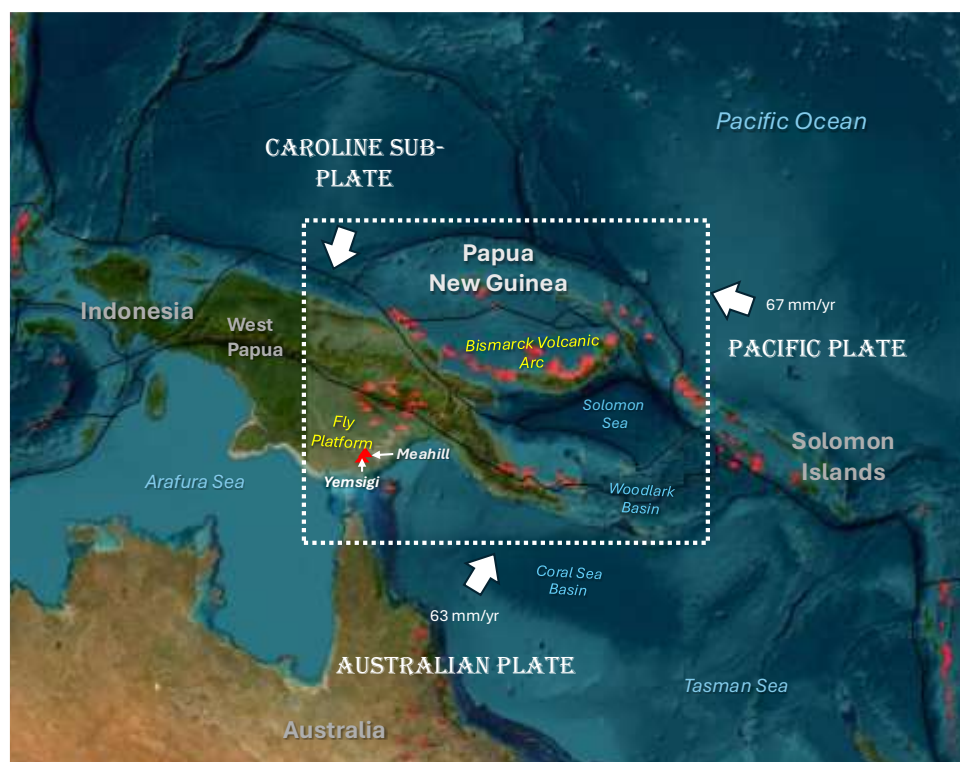 Pacific Ocean
CAROLINE SUB-
PLATE
Papua
New Guinea
Indonesia
West
Papua
67 mm/yr
Bismarck Volcanic
Arc
PACIFIC PLATE
Solomon
Sea
Fly
Platform
Meahill
Yemsigi
Solomon
Islands
Arafura Sea
Woodlark
Basin
Coral Sea
Basin
63 mm/yr
AUSTRALIAN PLATE
Tasman Sea
Australia